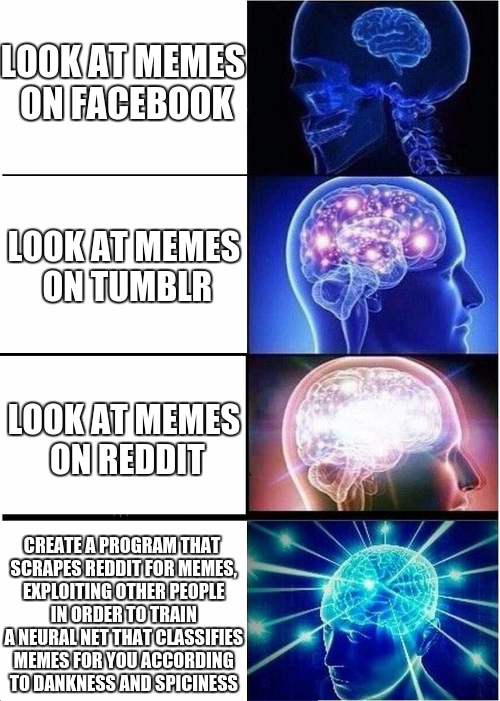 LOOK AT MEMES
ON FACEBOOK
LOOK AT MEMES
ON TUMBLR
LOOK AT MEMES
ON REDDIT
CREATE A PROGRAM THAT
SCRAPES REDDIT FOR MEMES,
EXPLOITING OTHER PEOPLE
IN ORDER TO TRAIN
A NEURAL NET THAT CLASSIFIES
MEMES FOR YOU ACCORDING
TO DANKNESS AND SPICINESS